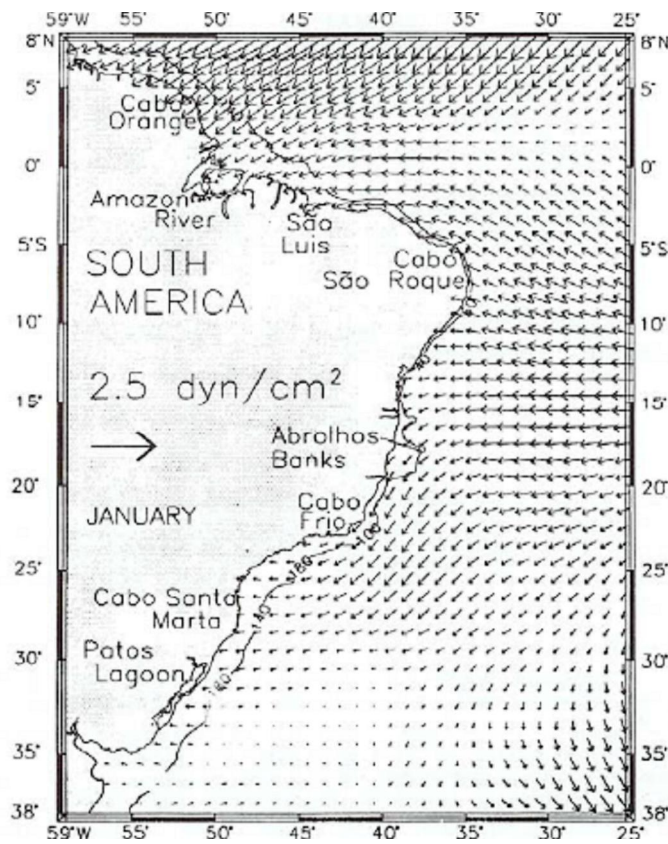 59°W 55° 50° 45° 40° 35° 30° 25°
8°N 8°N
5° 5°
Cabo
Orange
0° 0°
Amazon
River
São
Luis
5°S 5°S
SOUTH
AMERICA
Cabo
São Roque
10° 10°
2.5 dyn/cm²
15° 15°
Abrolhos
Banks
20° 20°
Cabo
Frio
JANUARY
100
25° 25°
180
Cabo Santa
Marta
140
Patos
Lagoon
30° 30°
35° 35°
38° 38°
59°W 55° 50° 45° 40° 35° 30° 25°